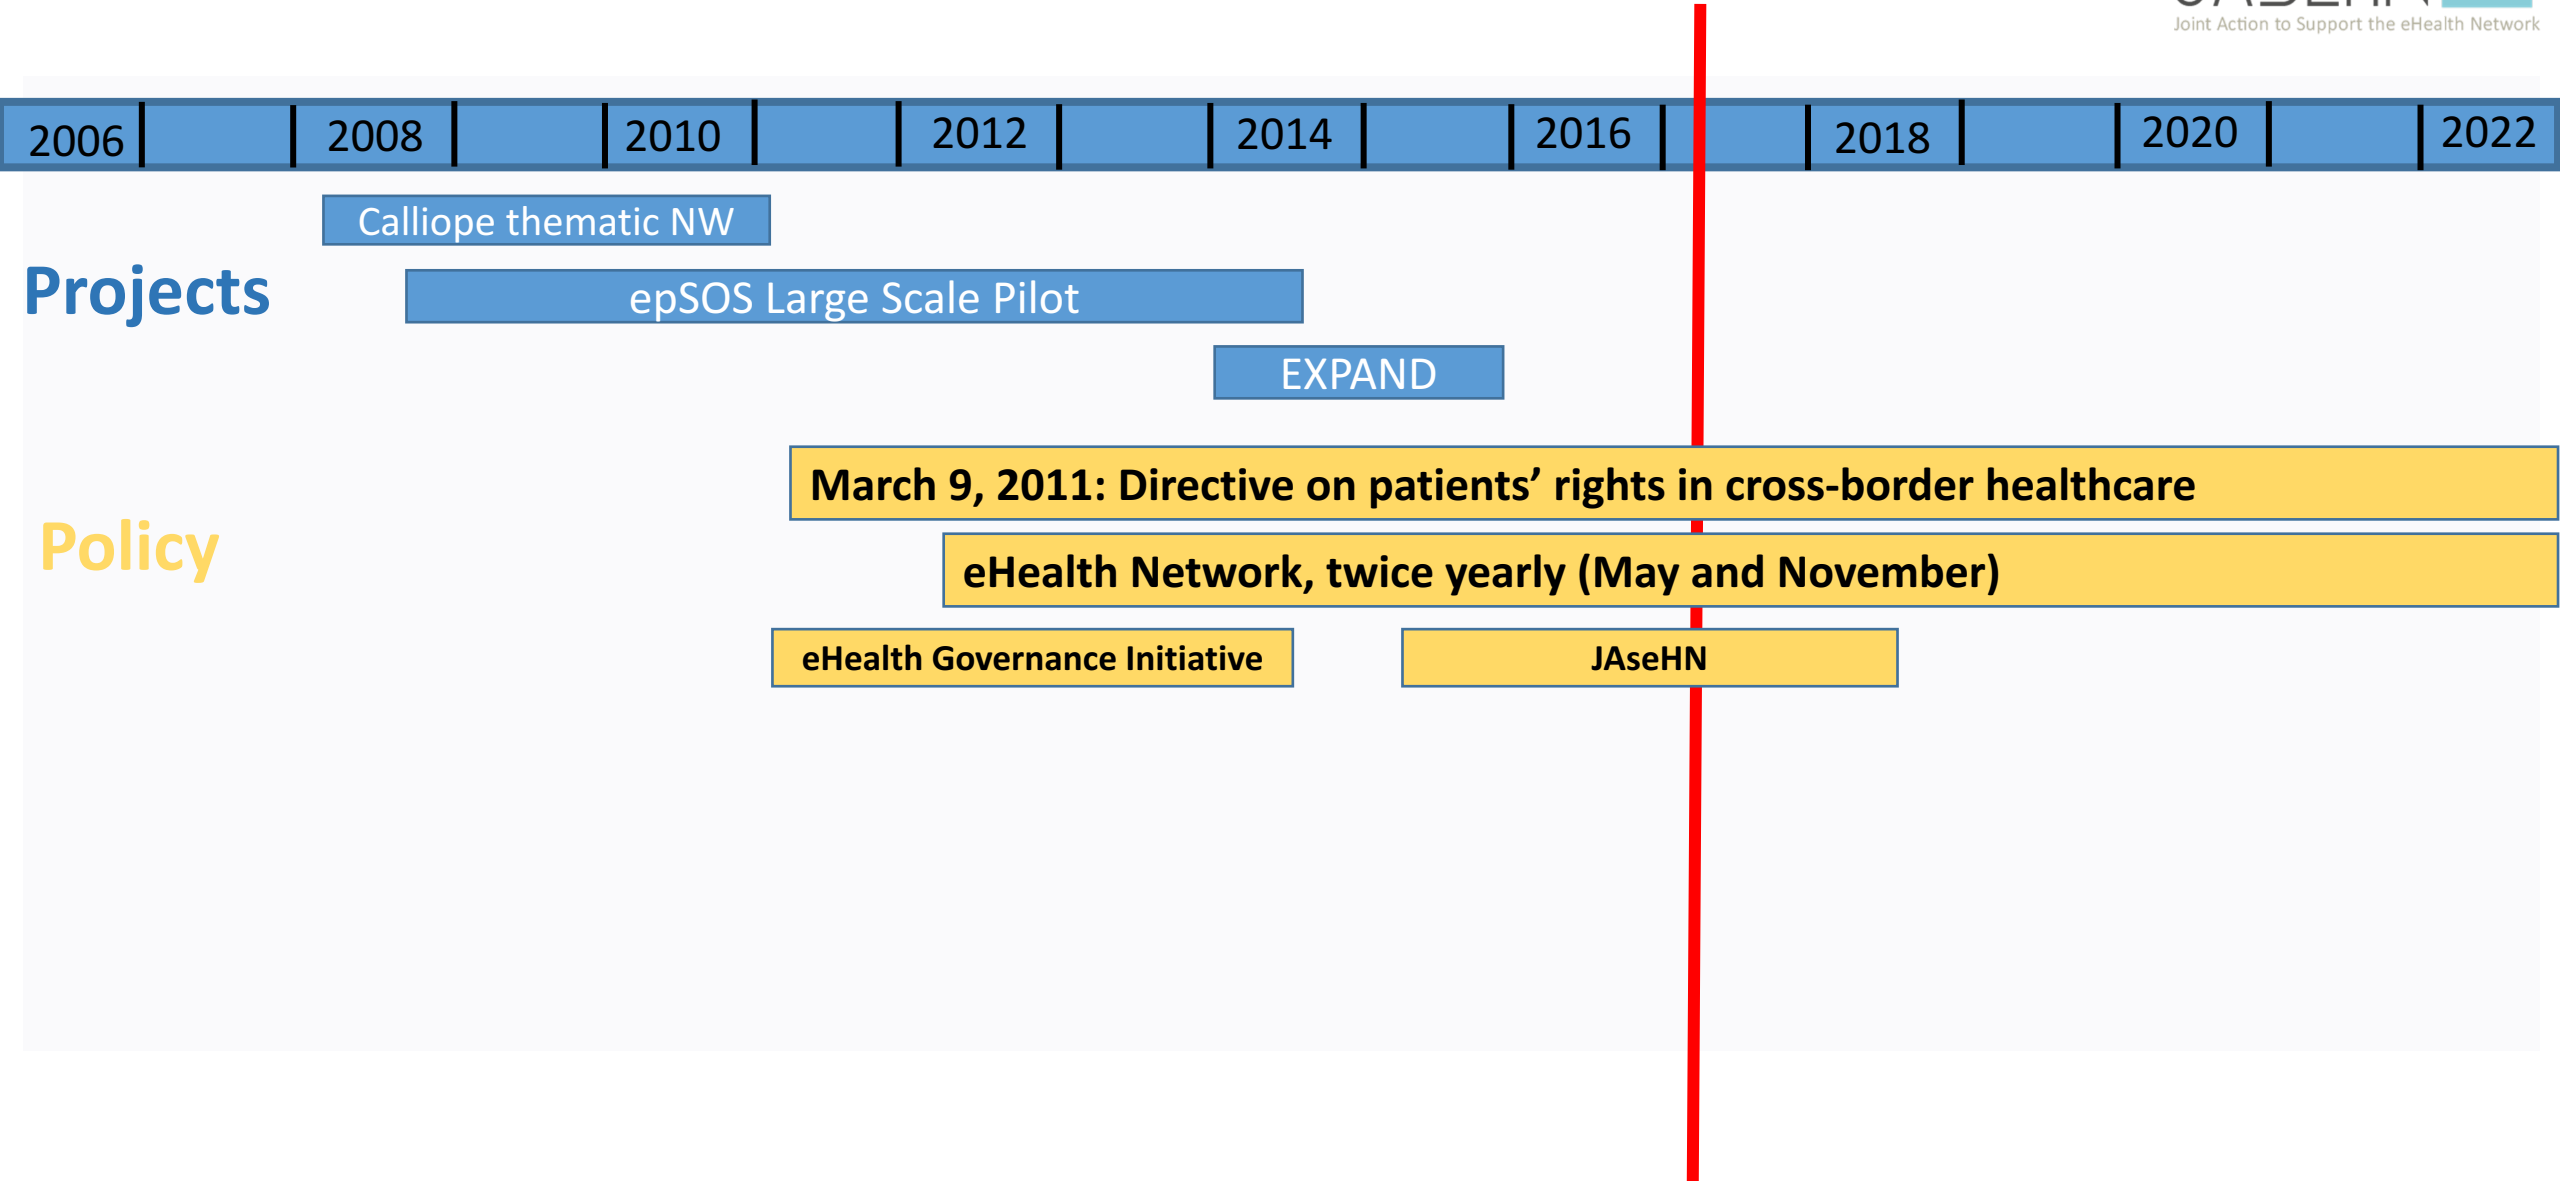 Joint Action to Support the eHealth Network
2006 2008 2010 2012 2014 2016 2018 2020 2022
Calliope thematic NW
Projects
epSOS Large Scale Pilot
EXPAND
March 9, 2011: Directive on patients’ rights in cross-border healthcare
Policy
eHealth Network, twice yearly (May and November)
eHealth Governance Initiative
JAseHN